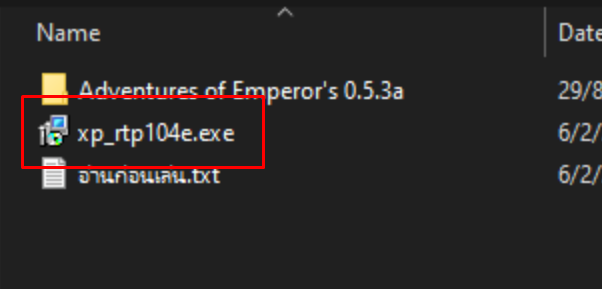 Name Date
Adventures of Emperor's 0.5.3a 29/8
xp_rtp104e.exe 6/2/
อ่านก่อนเล่น.txt 6/2/